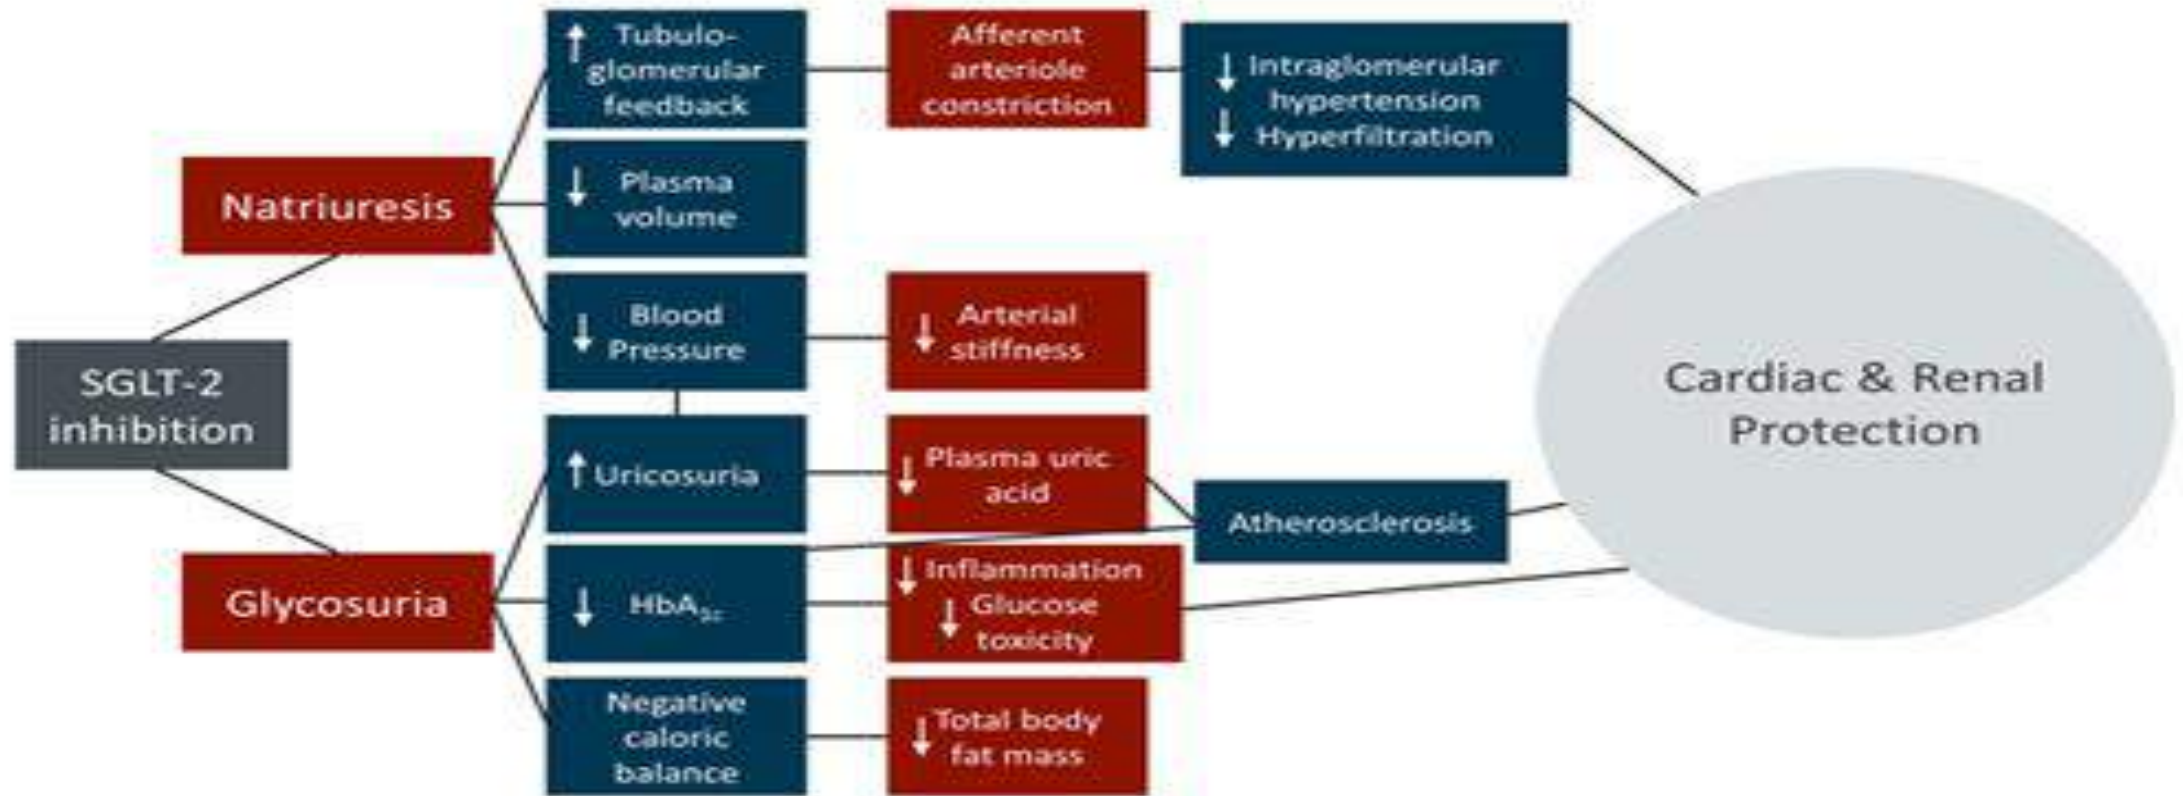 ↑ Tubulo-
glomerular
feedback
Afferent
arteriole
constriction
↓ Intraglomerular
hypertension
↓ Hyperfiltration
Natriuresis
↓ Plasma
volume
↓ Blood
Pressure
↓ Arterial
stiffness
SGLT-2
inhibition
Cardiac & Renal
Protection
↑ Uricosuria
↓ Plasma uric
acid
Atherosclerosis
Glycosuria
↓ HbA₁c
↓ Inflammation
↓ Glucose
toxicity
Negative
caloric
balance
↓ Total body
fat mass